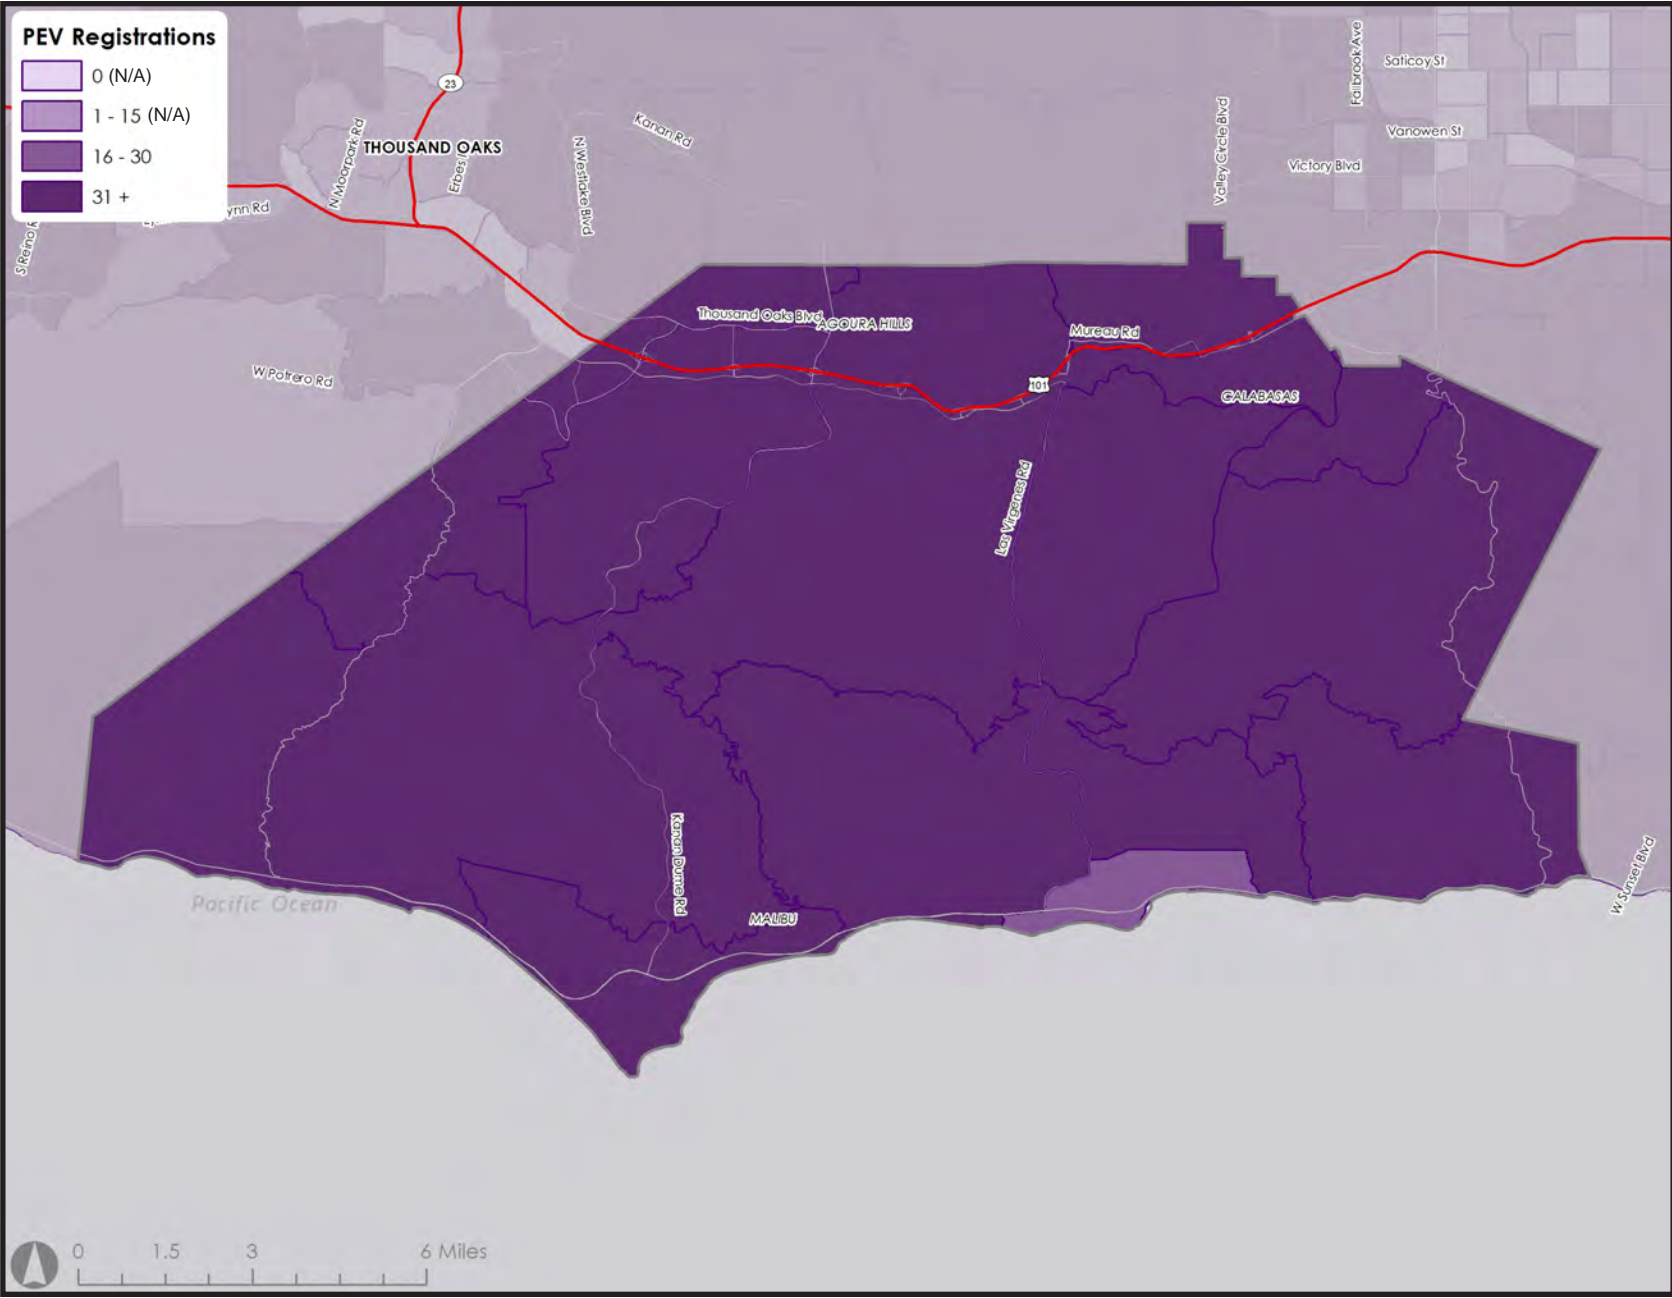 PEV Registrations
0 (N/A)
1 - 15 (N/A)
16 - 30
31 +
23
THOUSAND OAKS
N Moorpark Rd
Erbes
N Westlake Blvd
Kanan Rd
Valley Circle Blvd
Fallbrook Ave
Saticoy St
Vanowen St
Victory Blvd
ynn Rd
S Reino R
W Potrero Rd
Thousand Oaks Blvd
AGOURA HILLS
Mureau Rd
101
CALABASAS
Las Virgenes Rd
Kanan Dume Rd
MALIBU
Pacific Ocean
W Sunset Blvd
0 1.5 3 6 Miles